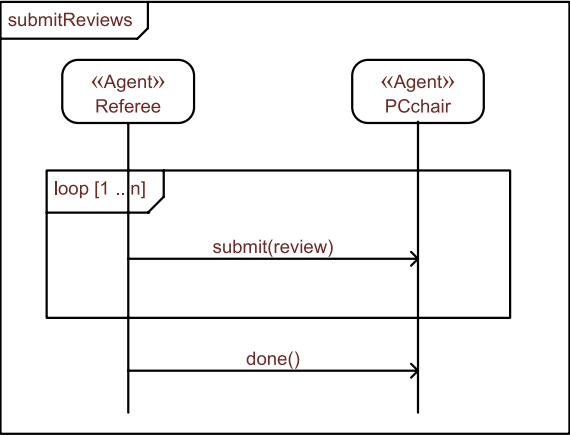 submitReviews
«Agent»
Referee
«Agent»
PCchair
loop [1 ..n]
submit(review)
done()